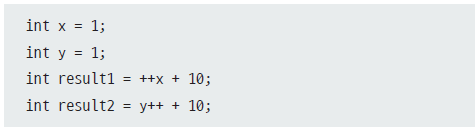 int x = 1;
int y = 1;
int result1 = ++x + 10;
int result2 = y++ + 10;